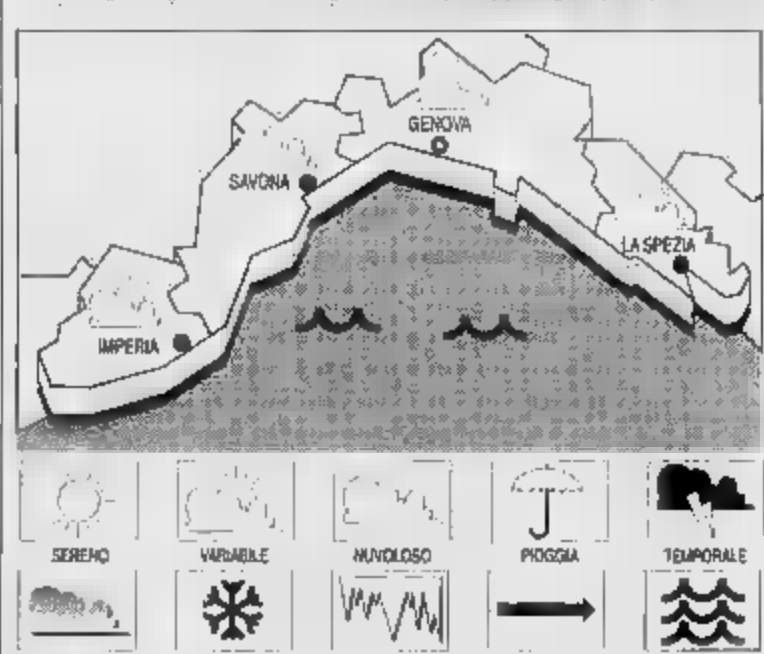 GENOVA
SAVONA
LA SPEZIA
IMPERIA
SERENO
VARIABILE
NUVOLOSO
PIOGGIA
TEMPORALE